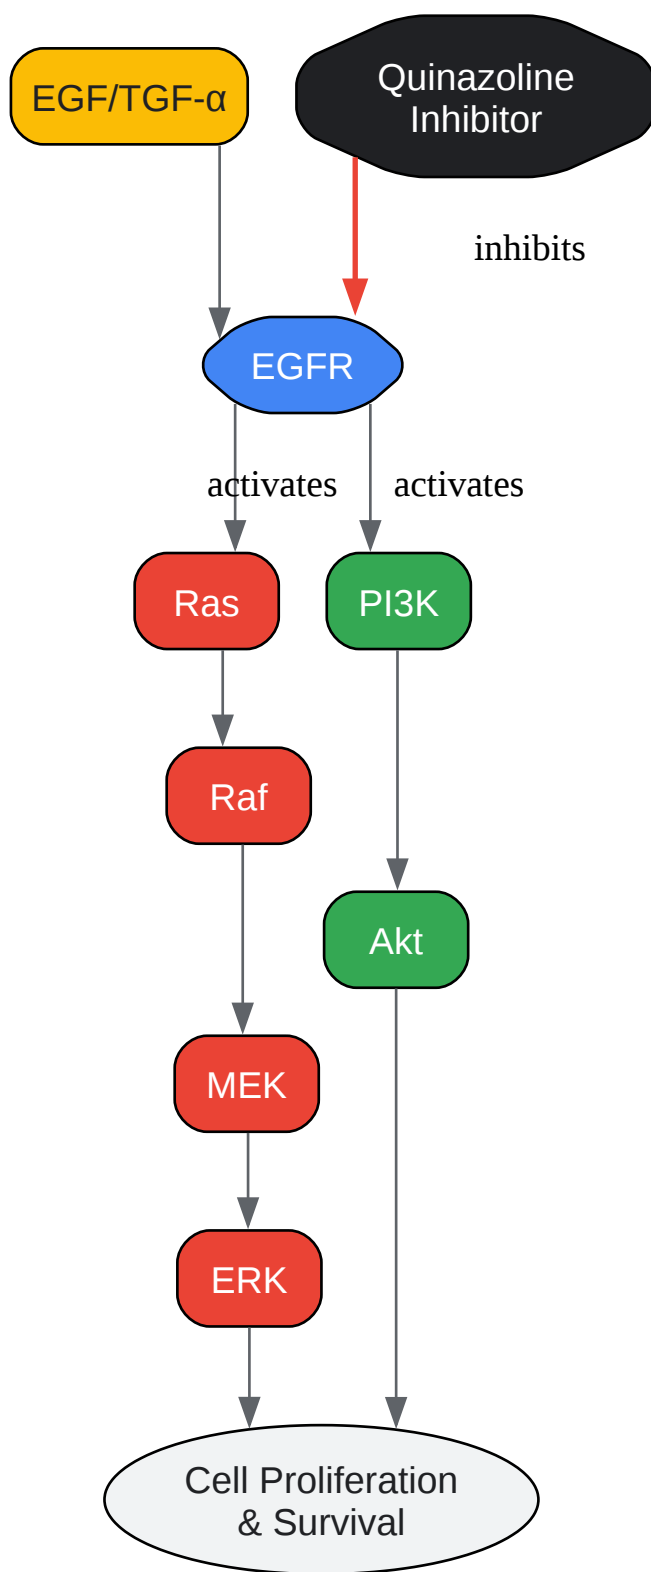 EGF/TGF-α
Quinazoline
Inhibitor
inhibits
EGFR
activates
activates
Ras
PI3K
Raf
Akt
MEK
ERK
Cell Proliferation
& Survival